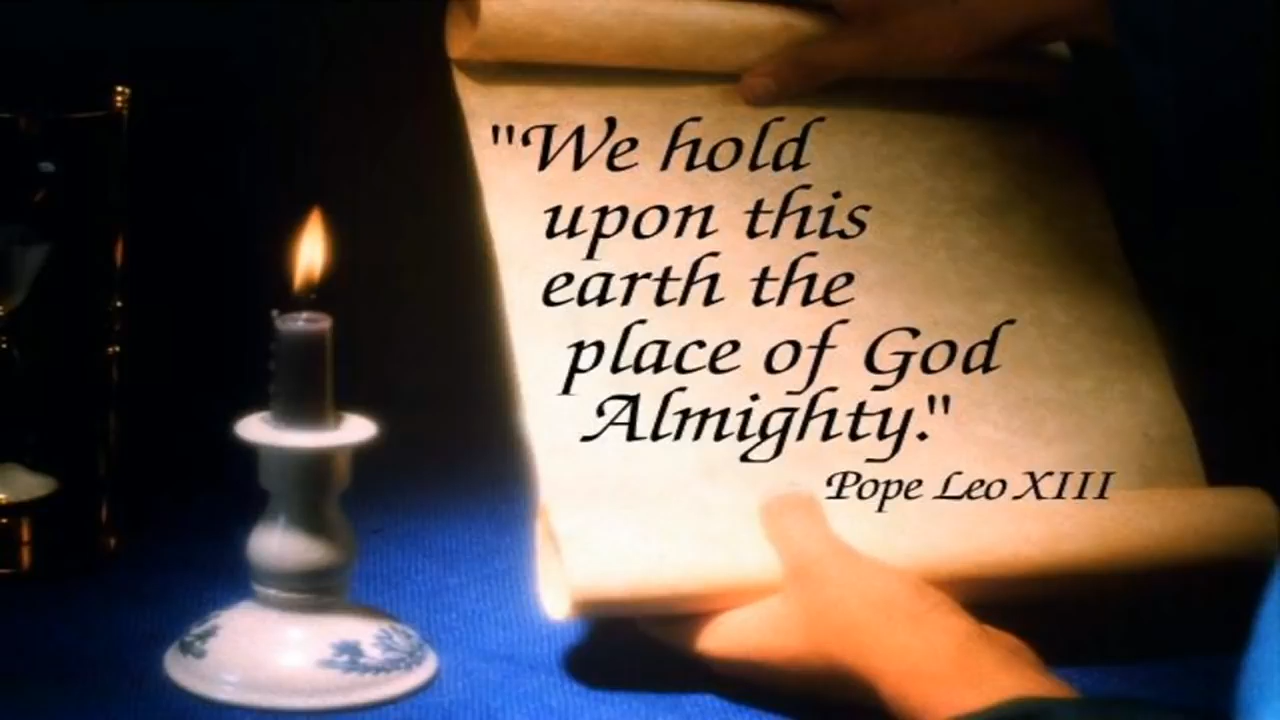 "We hold
upon this
earth the
place of God
Almighty."
Pope Leo XIII